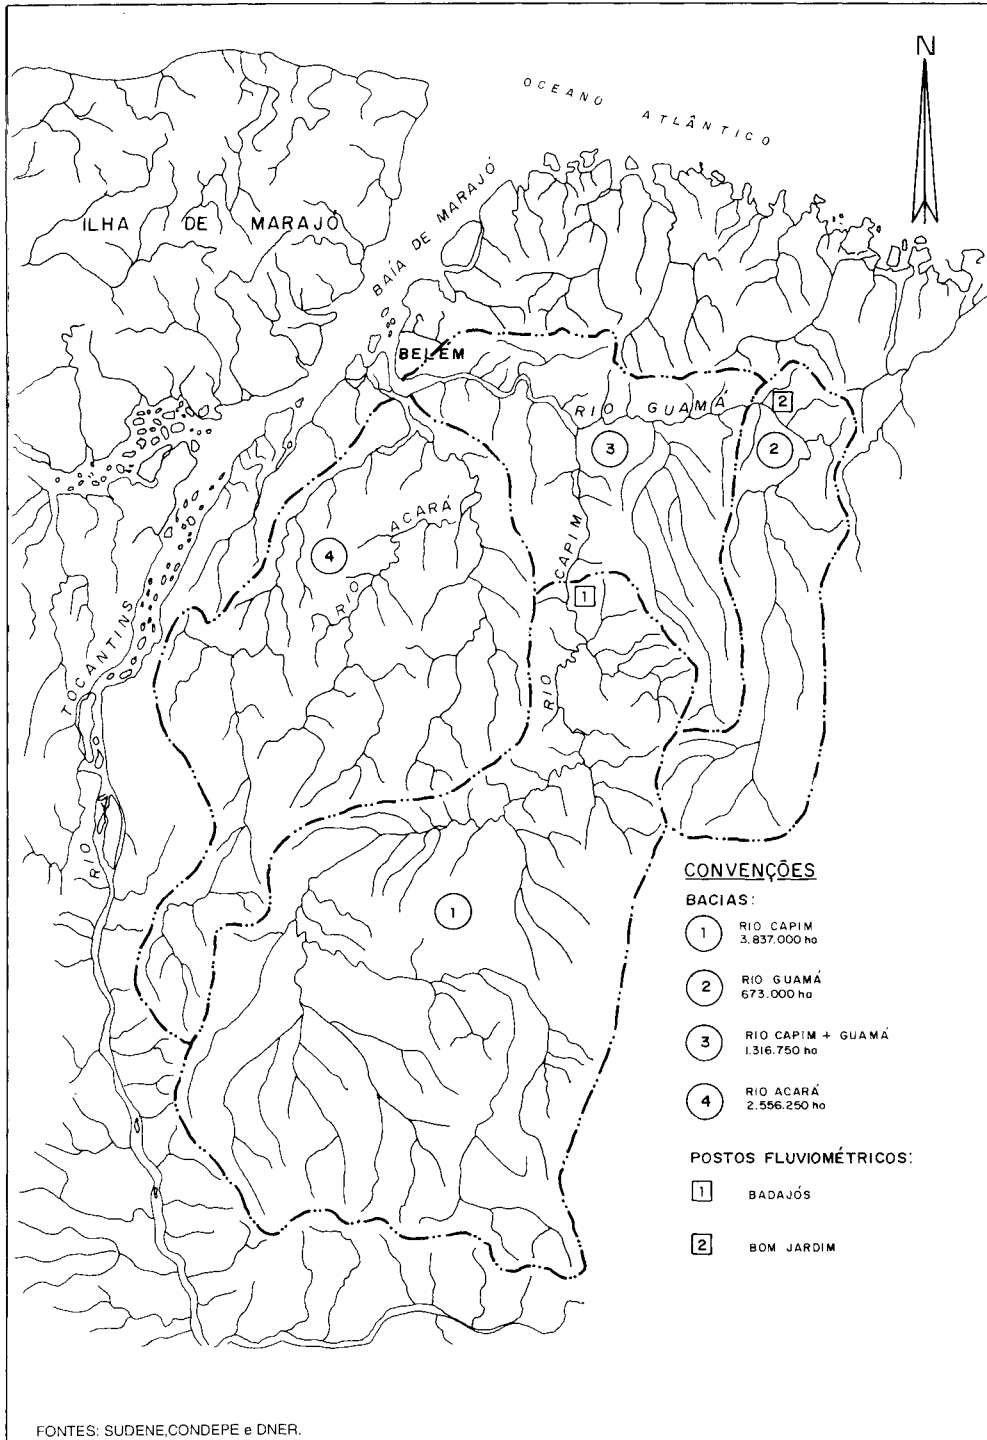 N
OCEANO
ATLÂNTICO
ILHA DE MARAJÓ
BAÍA DE MARAJÓ
BELÉM
RIO GUAMÁ
2
3
2
ACARÁ
4
RIO
CAPIM
1
RIO
TOCANTINS
RIO
1
CONVENÇÕES
BACIAS:
1 RIO CAPIM
3.837.000 ha
2 RIO GUAMÁ
673.000 ha
3 RIO CAPIM + GUAMÁ
1.316.750 ha
4 RIO ACARÁ
2.556.250 ha
POSTOS FLUVIOMÉTRICOS:
1 BADAJÓS
2 BOM JARDIM
FONTES: SUDENE,CONDEPE e DNER.